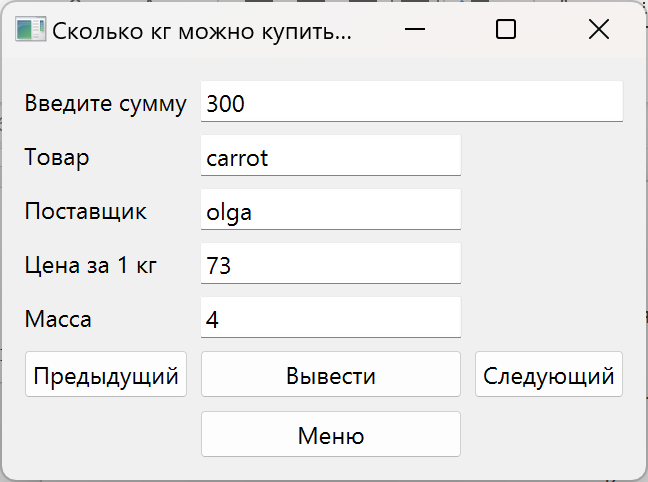 Сколько кг можно купить...
Введите сумму 300
Товар carrot
Поставщик olga
Цена за 1 кг 73
Масса 4
Предыдущий Вывести Следующий
Меню